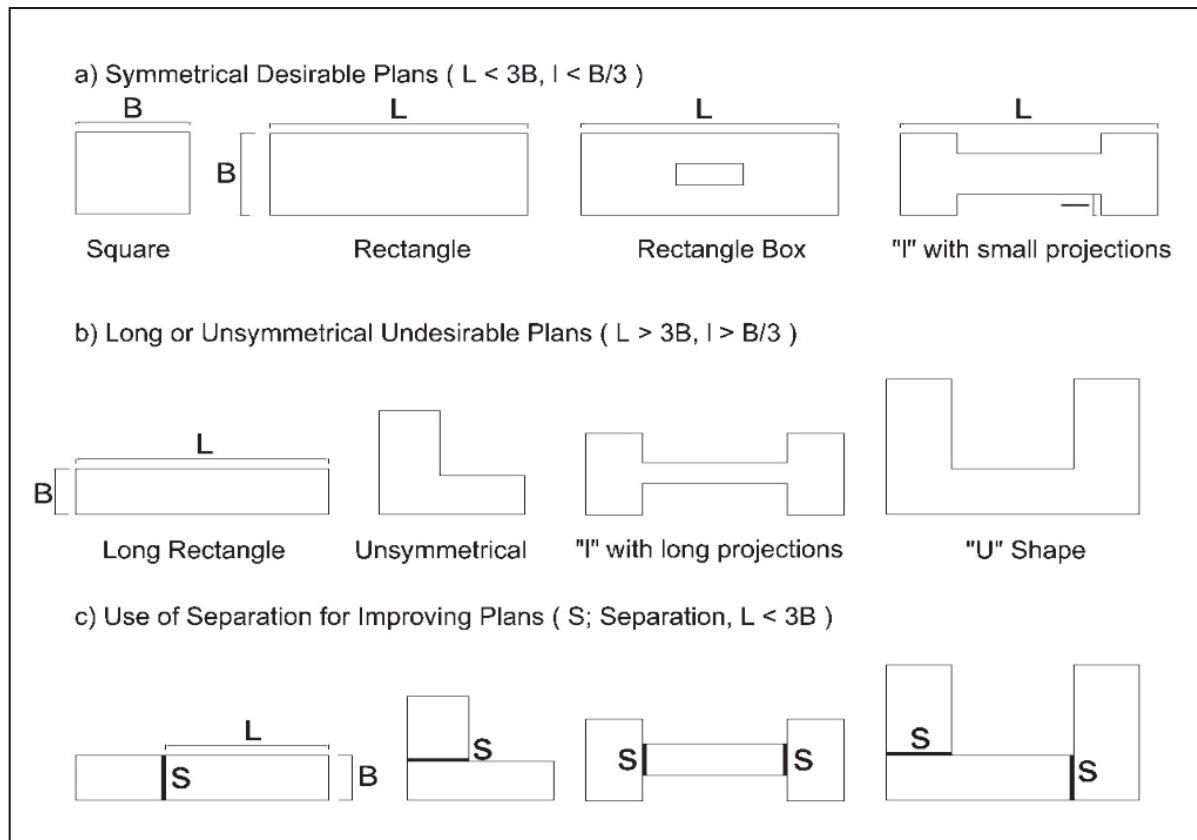 a) Symmetrical Desirable Plans ( L < 3B, l < B/3 )
B
L
L
L
B
Square
Rectangle
Rectangle Box
"I" with small projections
b) Long or Unsymmetrical Undesirable Plans ( L > 3B, l > B/3 )
L
B
Long Rectangle
Unsymmetrical
"I" with long projections
"U" Shape
c) Use of Separation for Improving Plans ( S; Separation, L < 3B )
L
S
B
S
S
S
S
S